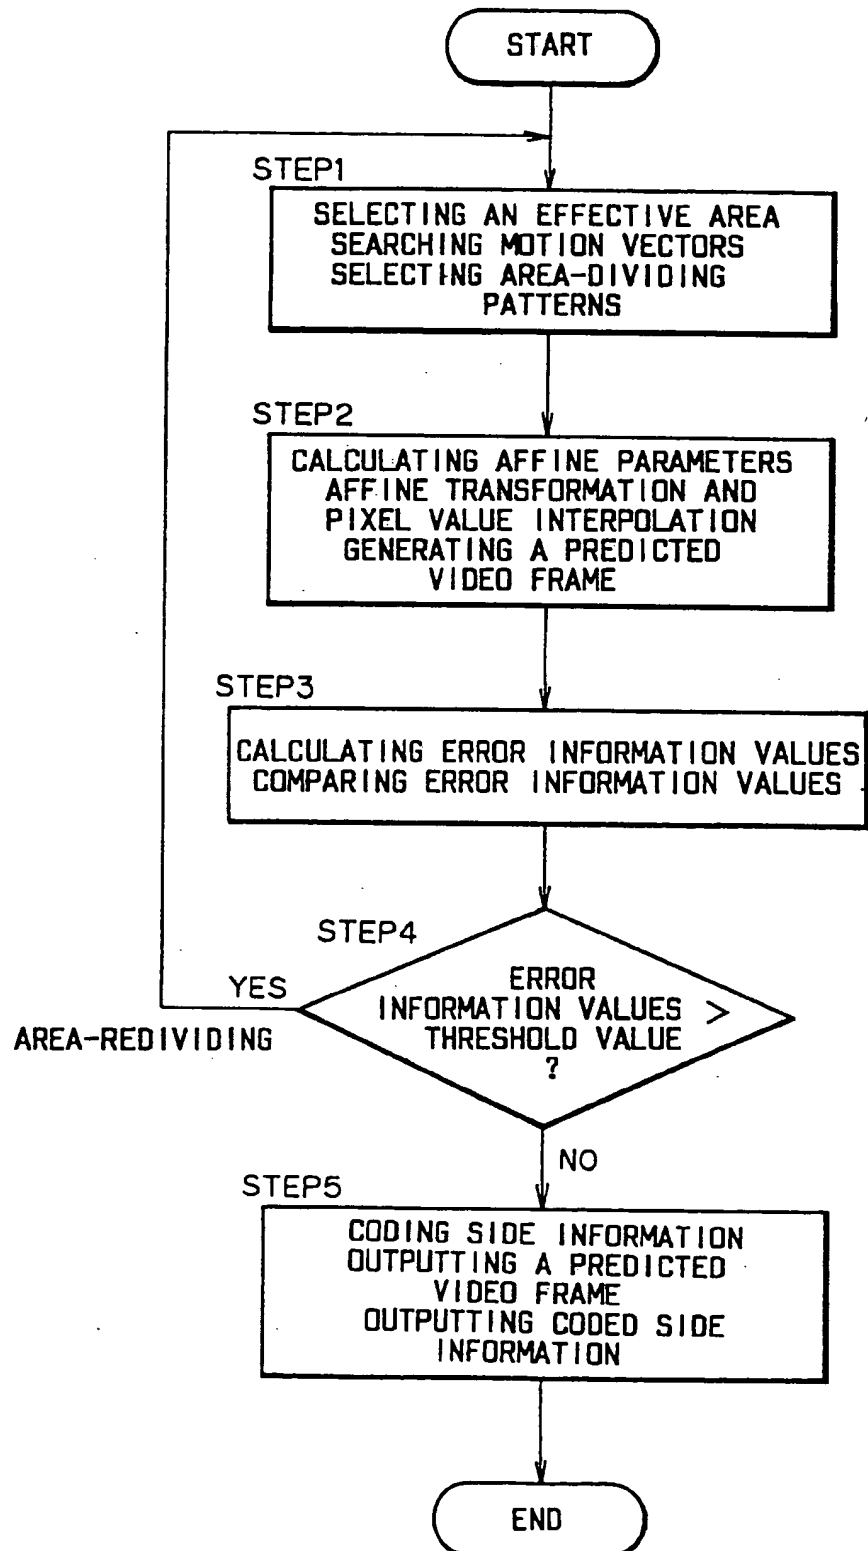 START
STEP1
SELECTING AN EFFECTIVE AREA
SEARCHING MOTION VECTORS
SELECTING AREA-DIVIDING
PATTERNS
STEP2
CALCULATING AFFINE PARAMETERS
AFFINE TRANSFORMATION AND
PIXEL VALUE INTERPOLATION
GENERATING A PREDICTED
VIDEO FRAME
STEP3
CALCULATING ERROR INFORMATION VALUES
COMPARING ERROR INFORMATION VALUES
STEP4
ERROR
INFORMATION VALUES >
THRESHOLD VALUE
?
YES
AREA-REDIVIDING
NO
STEP5
CODING SIDE INFORMATION
OUTPUTTING A PREDICTED
VIDEO FRAME
OUTPUTTING CODED SIDE
INFORMATION
END